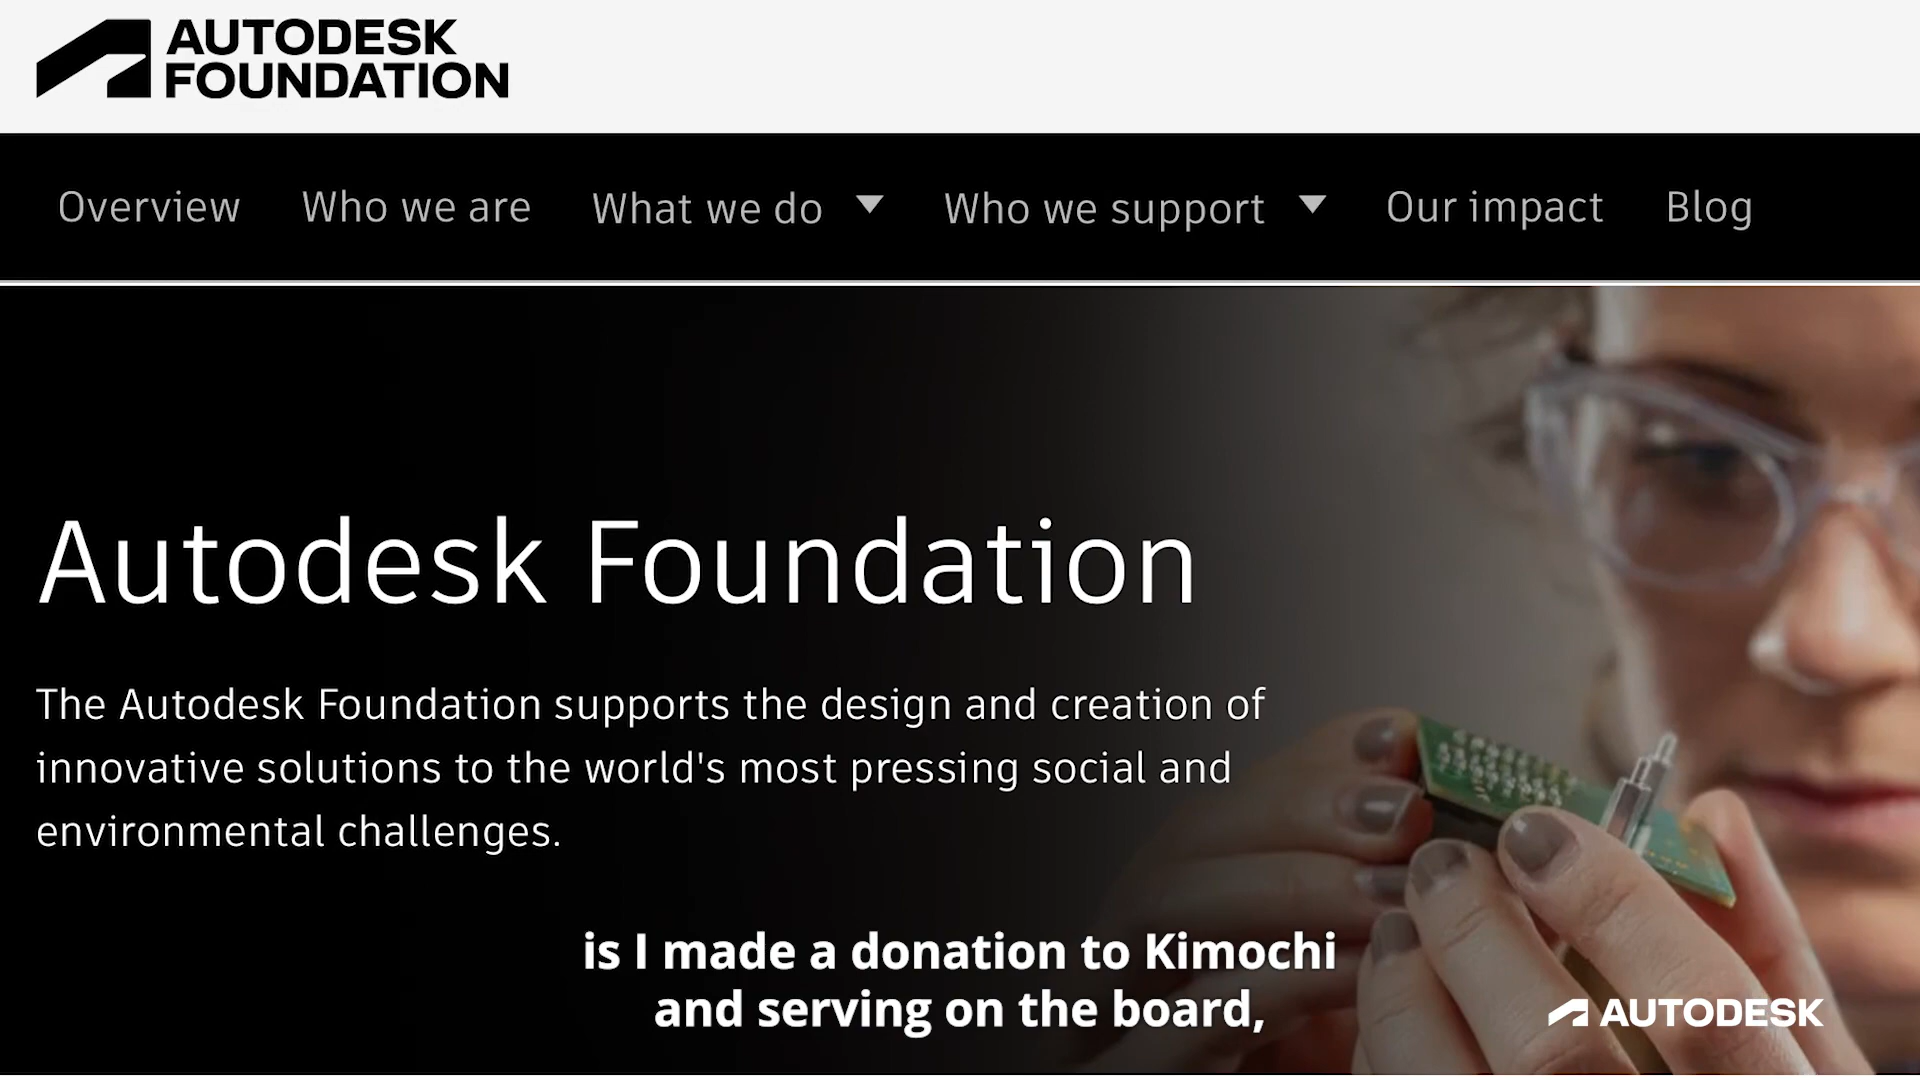 AUTODESK
FOUNDATION
Overview Who we are What we do Who we support Our impact Blog
Autodesk Foundation
The Autodesk Foundation supports the design and creation of
innovative solutions to the world's most pressing social and
environmental challenges.
is I made a donation to Kimochi
and serving on the board,
AUTODESK